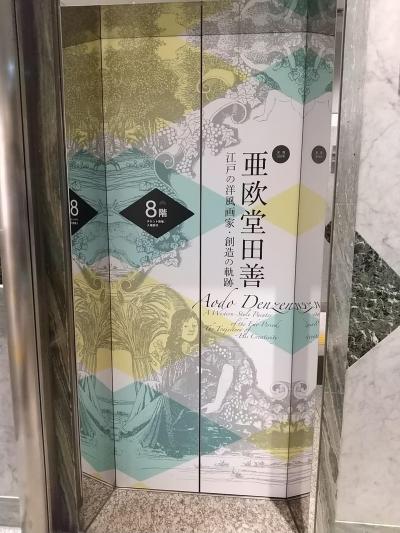 亜欧堂田善
江戸の洋風画家・創造の軌跡
Aodo Denzen
A Western-Style Painter
of the Edo Period,
The Trajectory of
His Creativity
8階
8